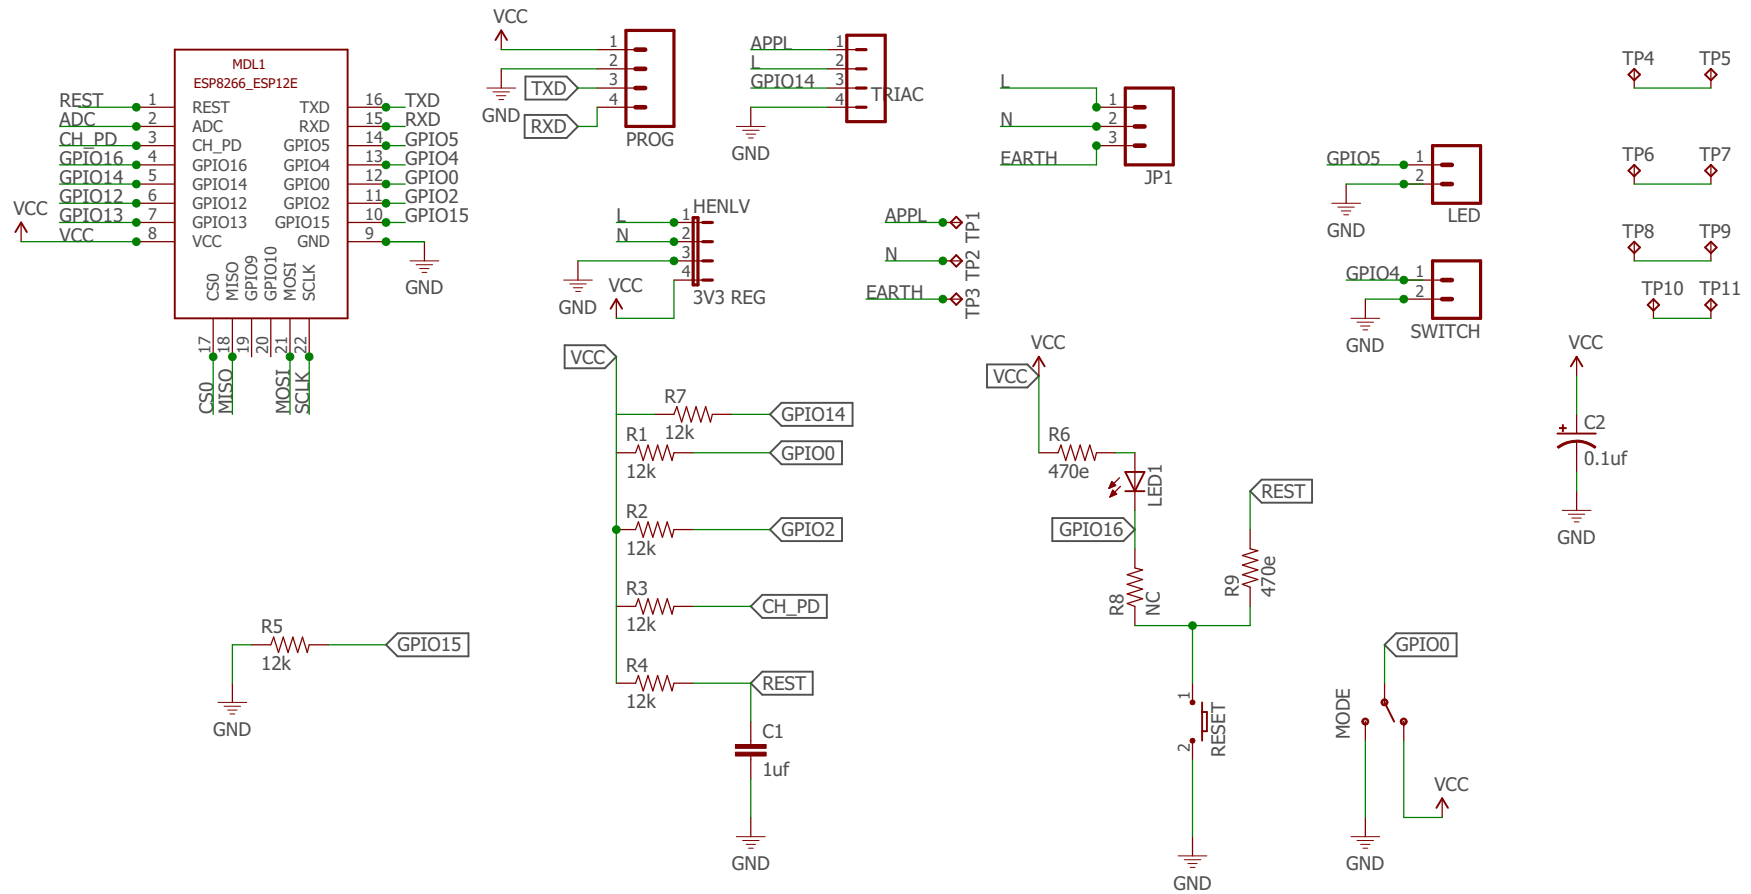 MDL1
ESP8266_ESP12E
REST 1 REST TXD 16 TXD
ADC 2 ADC RXD 15 RXD
CH_PD 3 CH_PD GPIO5 14 GPIO5
GPIO16 4 GPIO16 GPIO4 13 GPIO4
GPIO14 5 GPIO14 GPIO0 12 GPIO0
GPIO12 6 GPIO12 GPIO2 11 GPIO2
GPIO13 7 GPIO13 GPIO15 10 GPIO15
VCC
VCC 8 VCC GND 9
GND
CS0 MISO GPIO9 GPIO10 MOSI SCLK
17 18 19 20 21 22
CS0 MISO MOSI SCLK
VCC
1
2
TXD 3
GND
RXD 4
PROG
APPL 1
L 2
GPIO14 3
4
TRIAC
GND
L
1
N 2
3
EARTH
JP1
HENLV
L 1
N 2
3
4
GND
VCC
3V3 REG
APPL TP1
N TP2
EARTH TP3
GPIO5 1
2
GND
LED
GPIO4 1
2
GND
SWITCH
TP4 TP5
TP6 TP7
TP8 TP9
TP10 TP11
VCC
R7
12k
GPIO14
R1
12k
GPIO0
R2
12k
GPIO2
R3
12k
CH_PD
R4
12k
REST
C1
1uf
GND
R5
12k
GPIO15
GND
VCC
VCC
R6
470e
LED1
GPIO16
R8
NC
REST
R9
470e
1
2
RESET
GND
VCC
+
C2
0.1uf
GND
GPIO0
MODE
VCC
GND